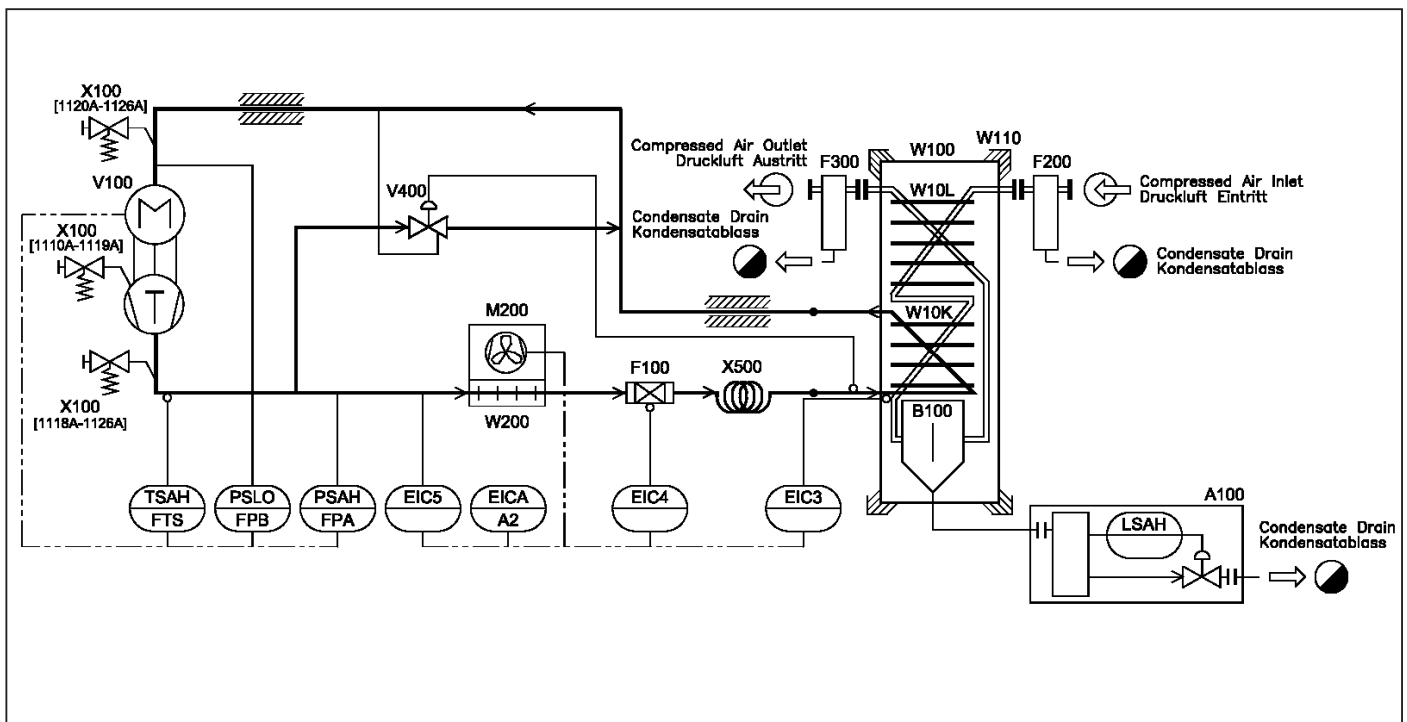 X100
[1120A-1126A]
V100
X100
[1110A-1119A]
X100
[1118A-1126A]
V400
M200
W200
F100
X500
Compressed Air Outlet
Druckluft Austritt
F300
W100
W110
F200
Compressed Air Inlet
Druckluft Eintritt
Condensate Drain
Kondensatablass
Condensate Drain
Kondensatablass
W10L
W10K
B100
M
T
TSAH
FTS
PSLO
FPB
PSAH
FPA
EIC5
EICA
A2
EIC4
EIC3
A100
LSAH
Condensate Drain
Kondensatablass